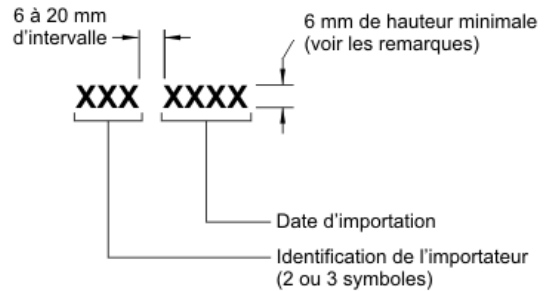 6 à 20 mm
d'intervalle
6 mm de hauteur minimale
(voir les remarques)
XXX XXXX
Date d'importation
Identification de l'importateur
(2 ou 3 symboles)